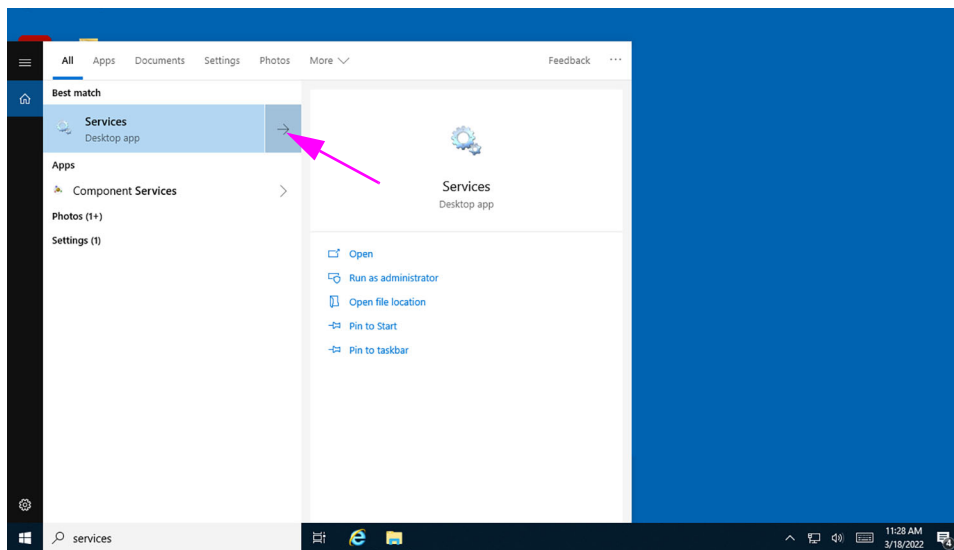 All Apps Documents Settings Photos More Feedback ...
Best match
Services
Desktop app
Apps
Component Services
Photos (1+)
Settings (1)
Services
Desktop app
Open
Run as administrator
Open file location
Pin to Start
Pin to taskbar
services
11:28 AM
3/18/2022
4